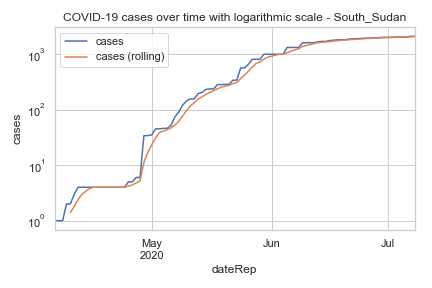 COVID-19 cases over time with logarithmic scale - South_Sudan
cases
cases (rolling)
10³
10²
10¹
10⁰
cases
May
2020
Jun
Jul
dateRep